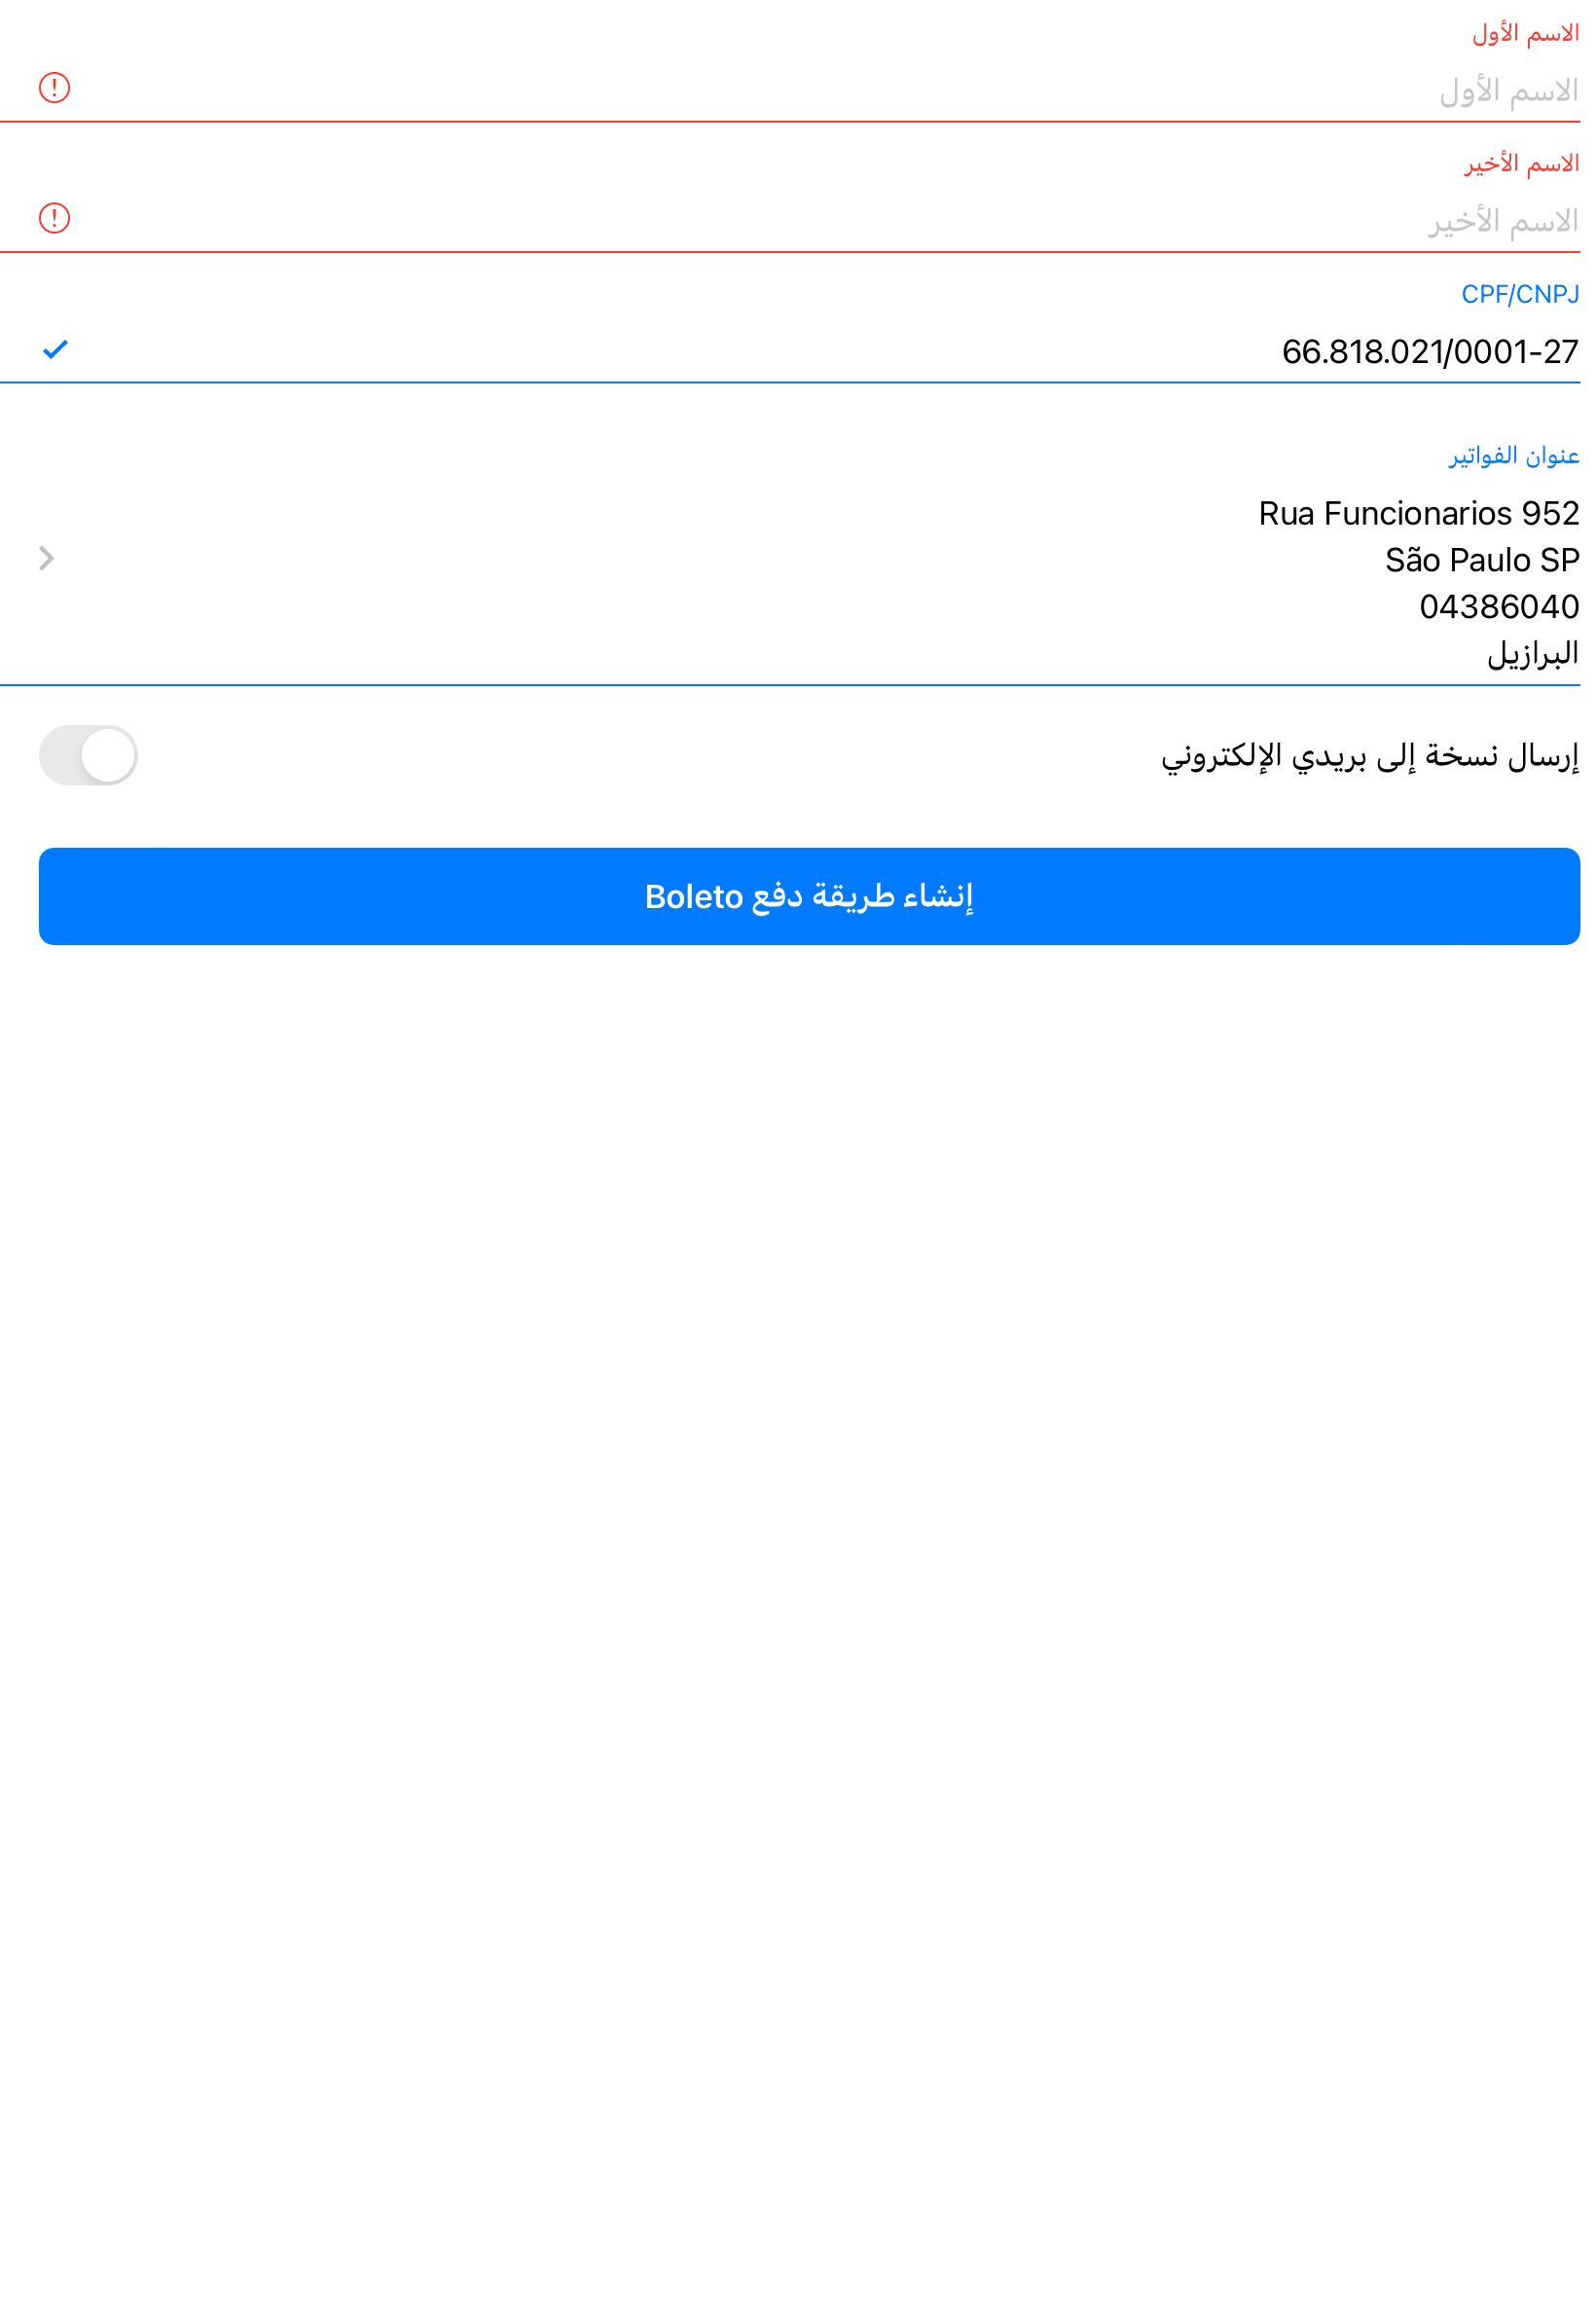 الاسم الأول
الاسم الأول
الاسم الأخير
الاسم الأخير
CPF/CNPJ
66.818.021/0001-27
عنوان الفواتير
Rua Funcionarios 952
São Paulo SP
04386040
البرازيل
إرسال نسخة إلى بريدي الإلكتروني
إنشاء طريقة دفع Boleto